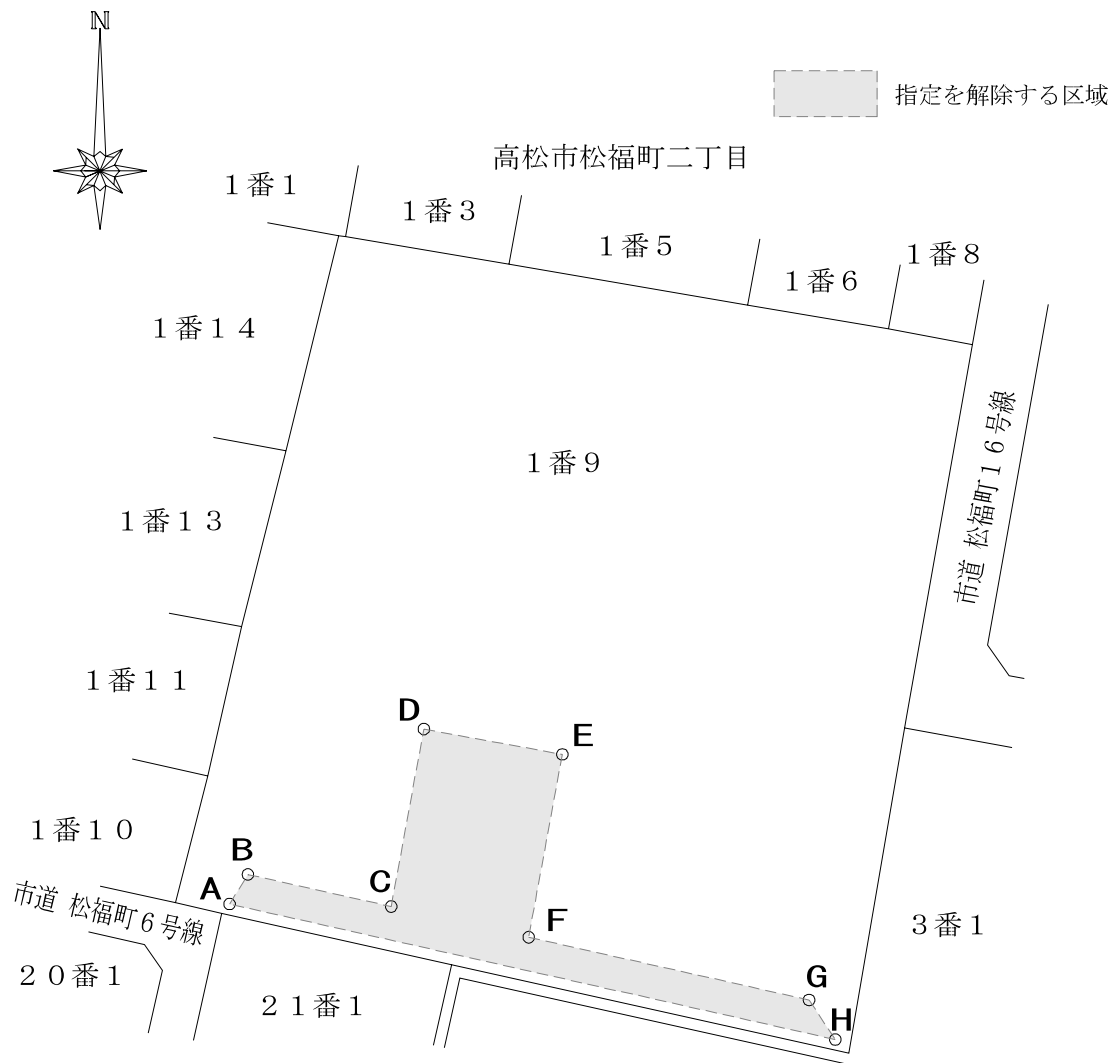 N
指定を解除する区域
高松市松福町二丁目
１番１
１番３
１番５
１番６
１番８
１番１４
１番９
市道 松福町１６号線
１番１３
１番１１
D
E
１番１０
B
A
C
市道 松福町６号線
F
３番１
２０番１
２１番１
G
H